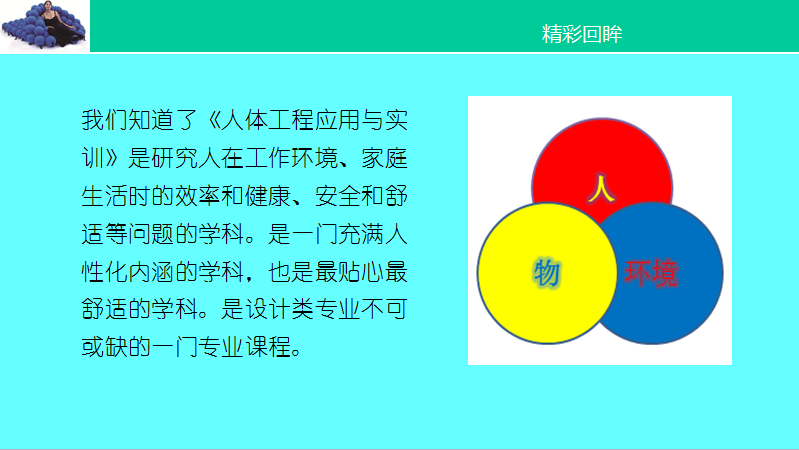 精彩回眸
我们知道了《人体工程应用与实
训》是研究人在工作环境、家庭
生活时的效率和健康、安全和舒
适等问题的学科。是一门充满人
性化内涵的学科，也是最贴心最
舒适的学科。是设计类专业不可
或缺的一门专业课程。
人
物
环境